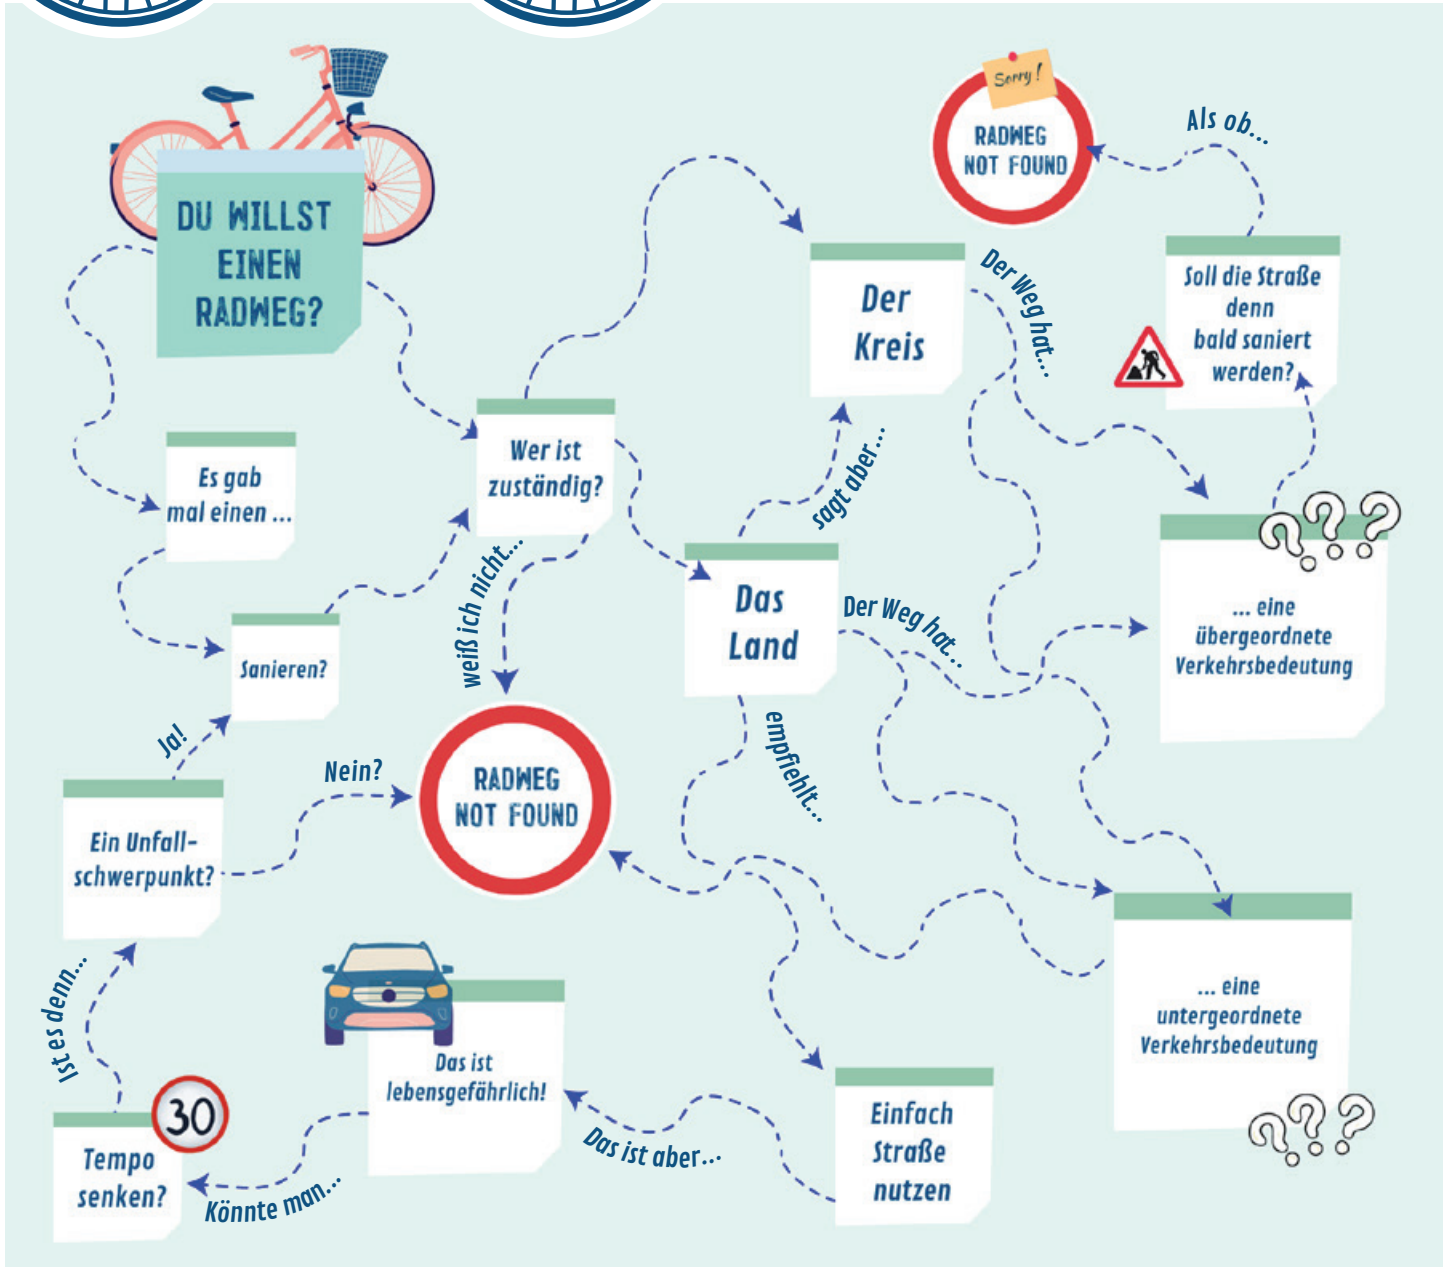 DU WILLST
EINEN
RADWEG?
Sorry!
RADWEG
NOT FOUND
Als ob...
Soll die Straße
denn
bald saniert
werden?
Der
Kreis
Der Weg hat...
Wer ist
zuständig?
Es gab
mal einen ...
sagt aber...
weiß ich nicht...
Das
Land
Der Weg hat...
... eine
übergeordnete
Verkehrsbedeutung
???
Sanieren?
Ja!
Nein?
RADWEG
NOT FOUND
empfiehlt...
Ein Unfall-
schwerpunkt?
Ist es denn...
Das ist
lebensgefährlich!
... eine
untergeordnete
Verkehrsbedeutung
???
30
Tempo
senken?
Könnte man...
Das ist aber...
Einfach
Straße
nutzen